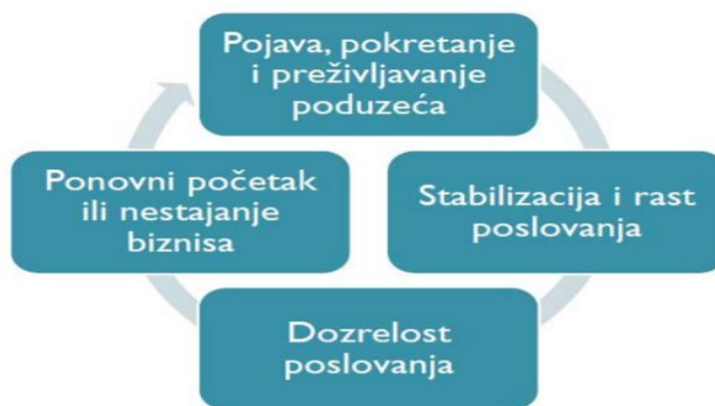 Pojava, pokretanje
i preživljavanje
poduzeća
Stabilizacija i rast
poslovanja
Dozrelost
poslovanja
Ponovni početak
ili nestajanje
biznisa